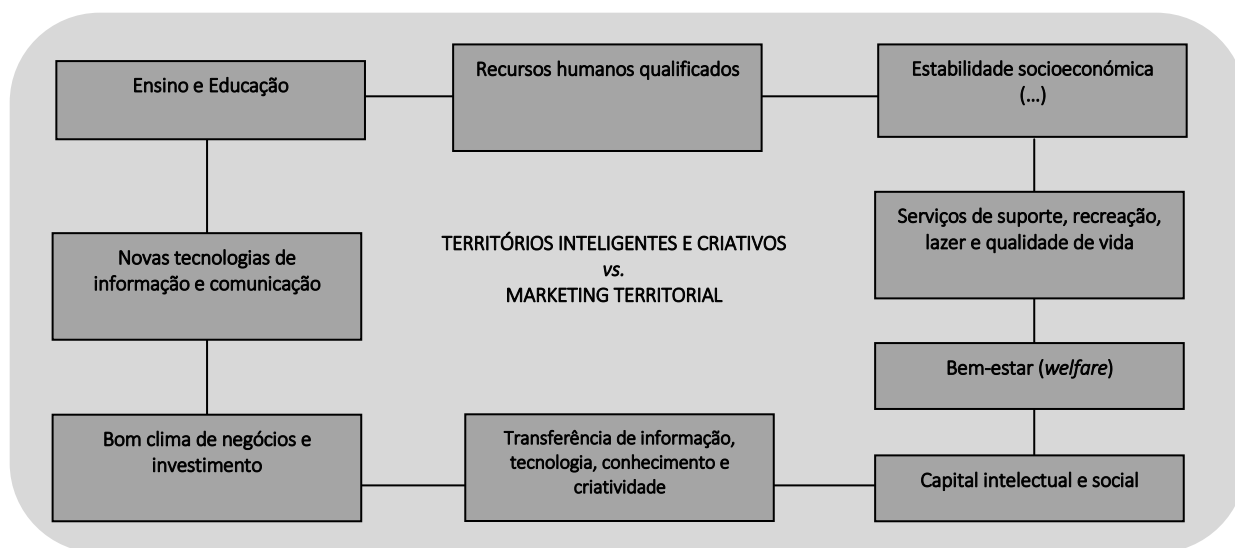 Ensino e Educação
Recursos humanos qualificados
Estabilidade socioeconómica
(...)
Novas tecnologias de
informação e comunicação
TERRITÓRIOS INTELIGENTES E CRIATIVOS
vs.
MARKETING TERRITORIAL
Serviços de suporte, recreação,
lazer e qualidade de vida
Bem-estar (welfare)
Bom clima de negócios e
investimento
Transferência de informação,
tecnologia, conhecimento e
criatividade
Capital intelectual e social